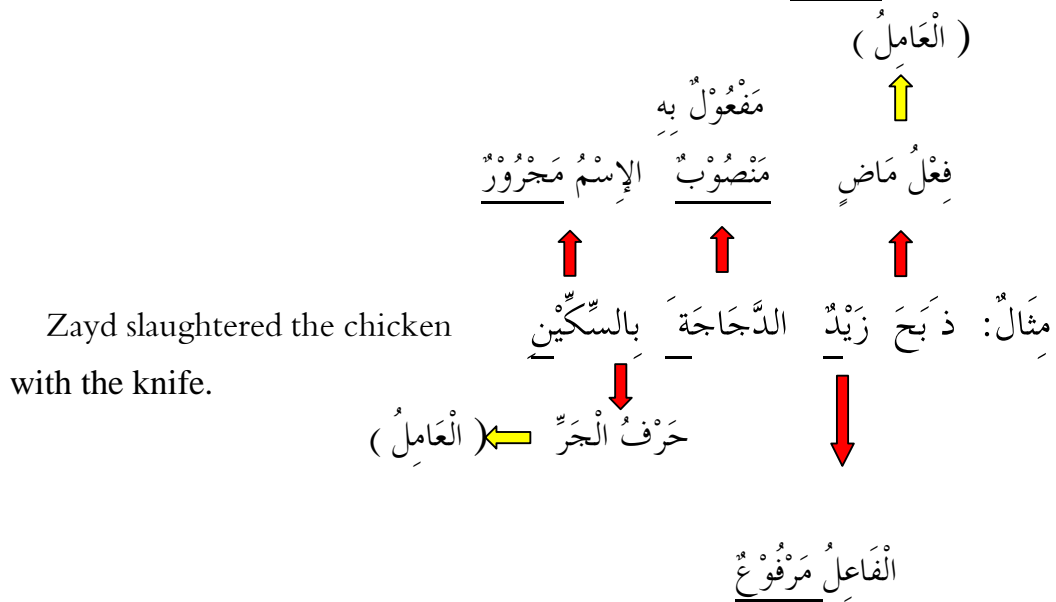 ( الْعَامِلُ )
مَفْعُوْلٌ بِهِ
فِعْلُ مَاضٍ مَنْصُوْبٌ الإِسْمُ مَجْرُوْرٌ
مِثَالٌ: ذَبَحَ زَيْدٌ الدَّجَاجَةَ بِالسِّكِّيْنِ Zayd slaughtered the chicken
with the knife.
حَرْفُ الْجَرِّ ( الْعَامِلُ )
الْفَاعِلُ مَرْفُوْعٌ